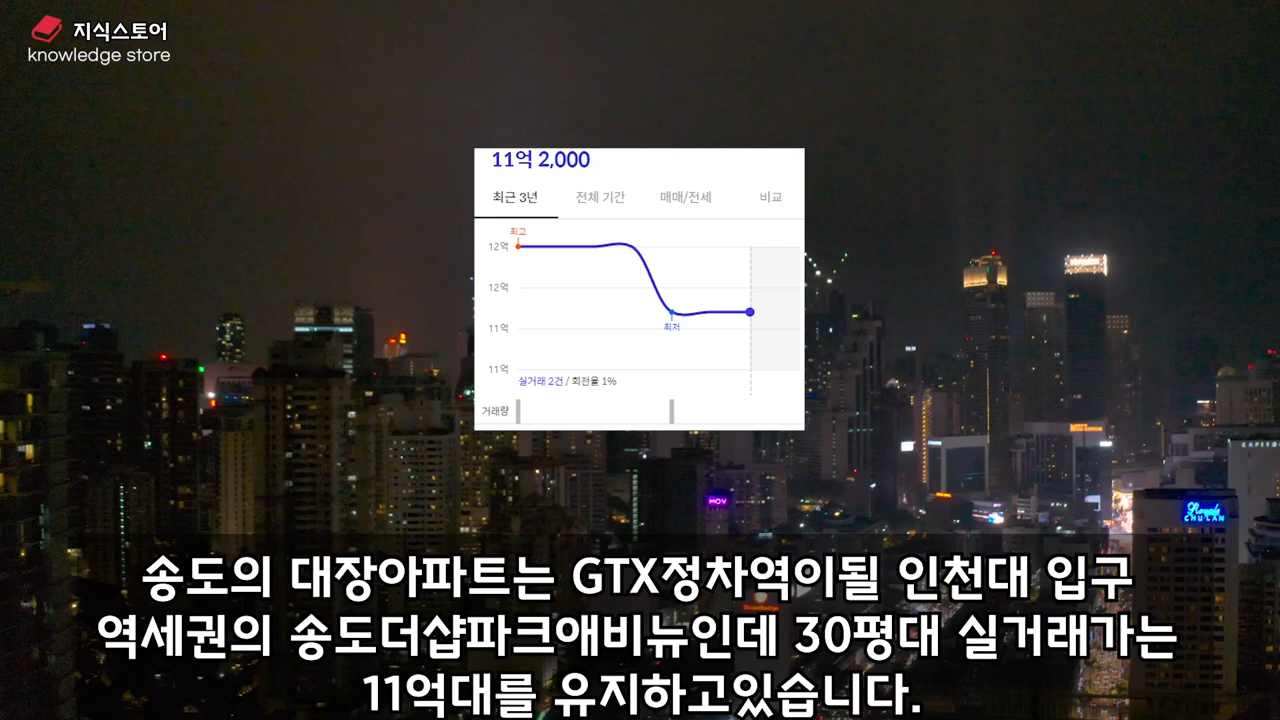 지식스토어
knowledge store
11억 2,000
최근 3년 전체 기간 매매/전세 비교
최고
12억
12억
11억
최저
11억
실거래 2건 / 회전율 1%
거래량
MOV
Royale
CHULAN
송도의 대장아파트는 GTX정차역이될 인천대 입구
역세권의 송도더샵파크애비뉴인데 30평대 실거래가는
11억대를 유지하고있습니다.